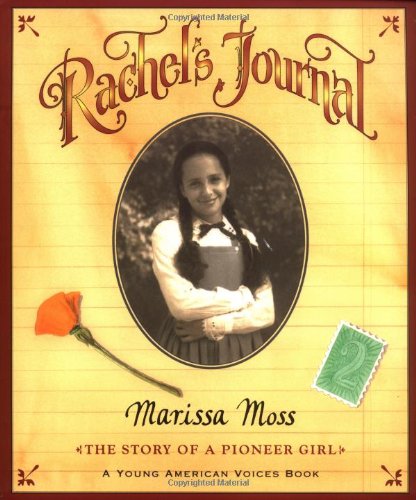 Rachel's Journal
2
Marissa Moss
THE STORY OF A PIONEER GIRL
A YOUNG AMERICAN VOICES BOOK